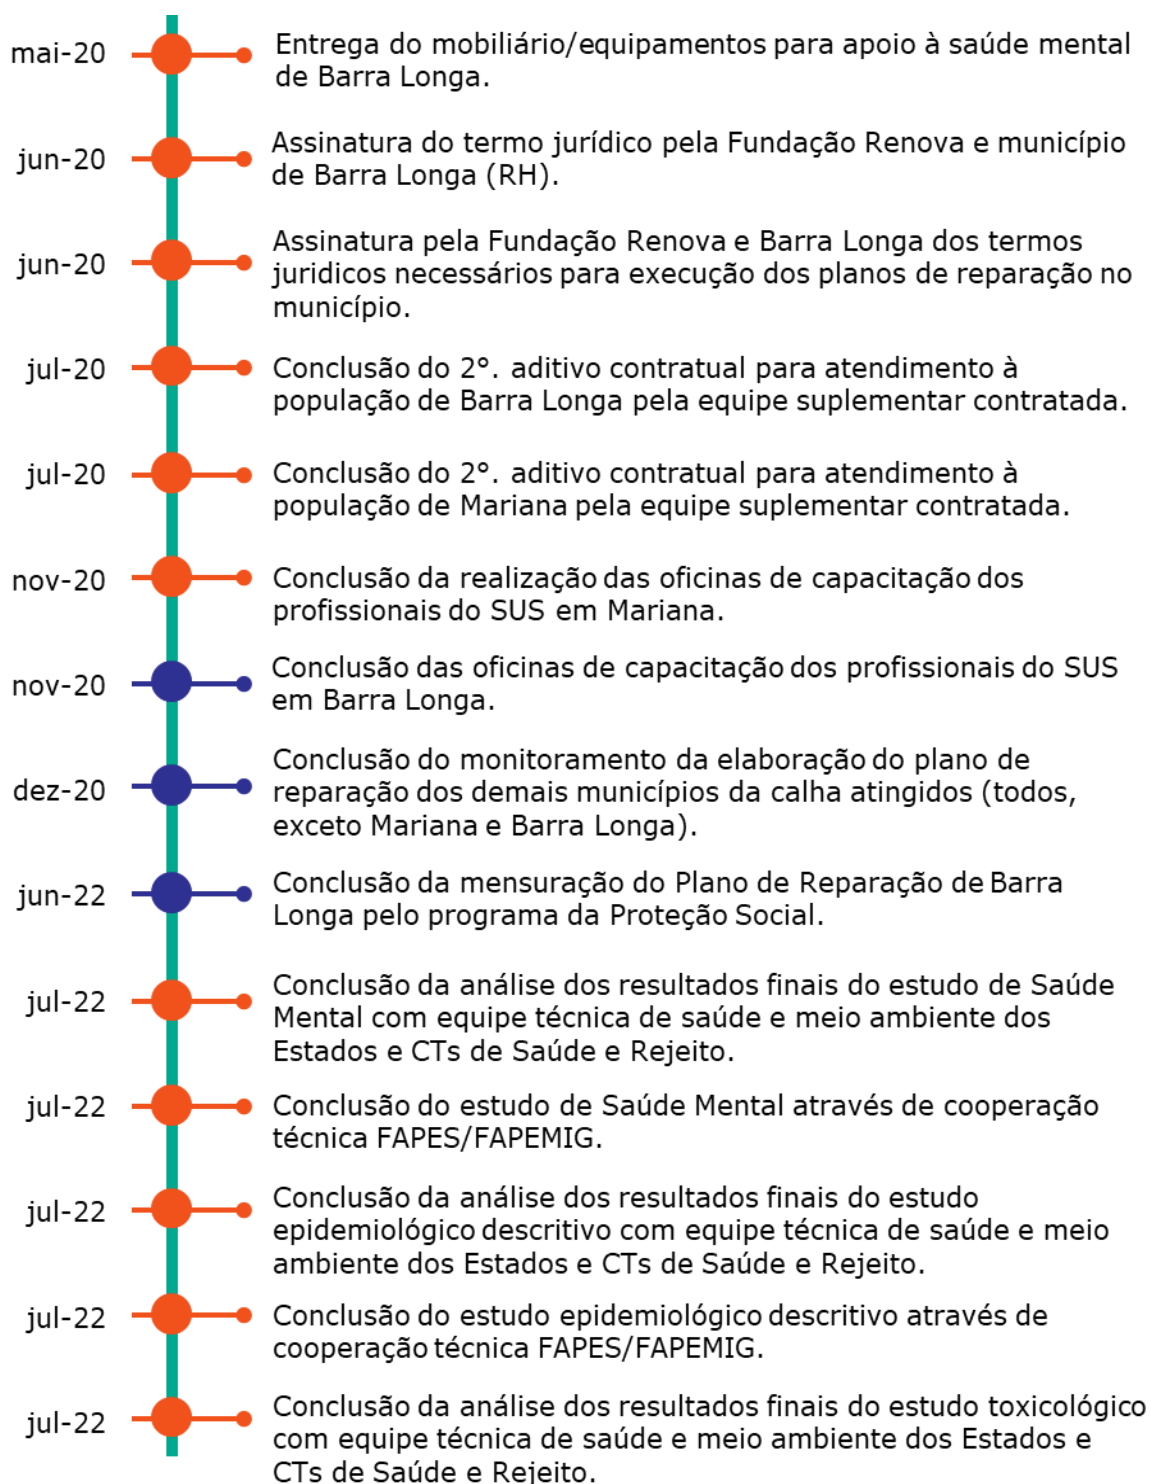 mai-20
Entrega do mobiliário/equipamentos para apoio à saúde mental
de Barra Longa.
jun-20
Assinatura do termo jurídico pela Fundação Renova e município
de Barra Longa (RH).
jun-20
Assinatura pela Fundação Renova e Barra Longa dos termos
juridicos necessários para execução dos planos de reparação no
município.
jul-20
Conclusão do 2°. aditivo contratual para atendimento à
população de Barra Longa pela equipe suplementar contratada.
jul-20
Conclusão do 2°. aditivo contratual para atendimento à
população de Mariana pela equipe suplementar contratada.
nov-20
Conclusão da realização das oficinas de capacitação dos
profissionais do SUS em Mariana.
nov-20
Conclusão das oficinas de capacitação dos profissionais do SUS
em Barra Longa.
dez-20
Conclusão do monitoramento da elaboração do plano de
reparação dos demais municípios da calha atingidos (todos,
exceto Mariana e Barra Longa).
jun-22
Conclusão da mensuração do Plano de Reparação de Barra
Longa pelo programa da Proteção Social.
jul-22
Conclusão da análise dos resultados finais do estudo de Saúde
Mental com equipe técnica de saúde e meio ambiente dos
Estados e CTs de Saúde e Rejeito.
jul-22
Conclusão do estudo de Saúde Mental através de cooperação
técnica FAPES/FAPEMIG.
jul-22
Conclusão da análise dos resultados finais do estudo
epidemiológico descritivo com equipe técnica de saúde e meio
ambiente dos Estados e CTs de Saúde e Rejeito.
jul-22
Conclusão do estudo epidemiológico descritivo através de
cooperação técnica FAPES/FAPEMIG.
jul-22
Conclusão da análise dos resultados finais do estudo toxicológico
com equipe técnica de saúde e meio ambiente dos Estados e
CTs de Saúde e Rejeito.